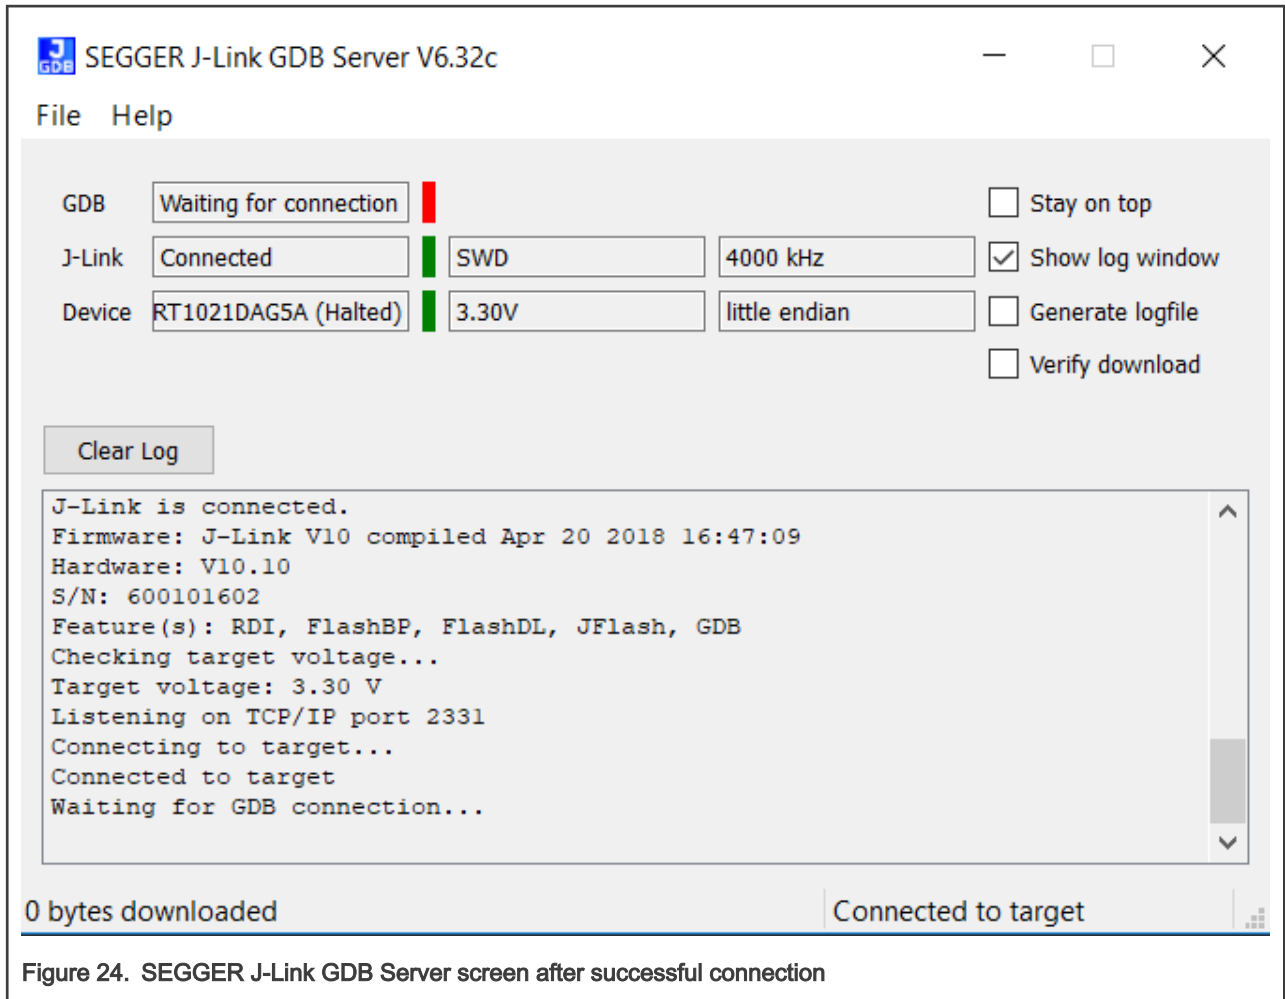 J GDB SEGGER J-Link GDB Server V6.32c
File Help
GDB Waiting for connection Stay on top
J-Link Connected SWD 4000 kHz Show log window
Device RT1021DAG5A (Halted) 3.30V little endian Generate logfile
Verify download
Clear Log
J-Link is connected.
Firmware: J-Link V10 compiled Apr 20 2018 16:47:09
Hardware: V10.10
S/N: 600101602
Feature(s): RDI, FlashBP, FlashDL, JFlash, GDB
Checking target voltage...
Target voltage: 3.30 V
Listening on TCP/IP port 2331
Connecting to target...
Connected to target
Waiting for GDB connection...
0 bytes downloaded Connected to target
Figure 24. SEGGER J-Link GDB Server screen after successful connection